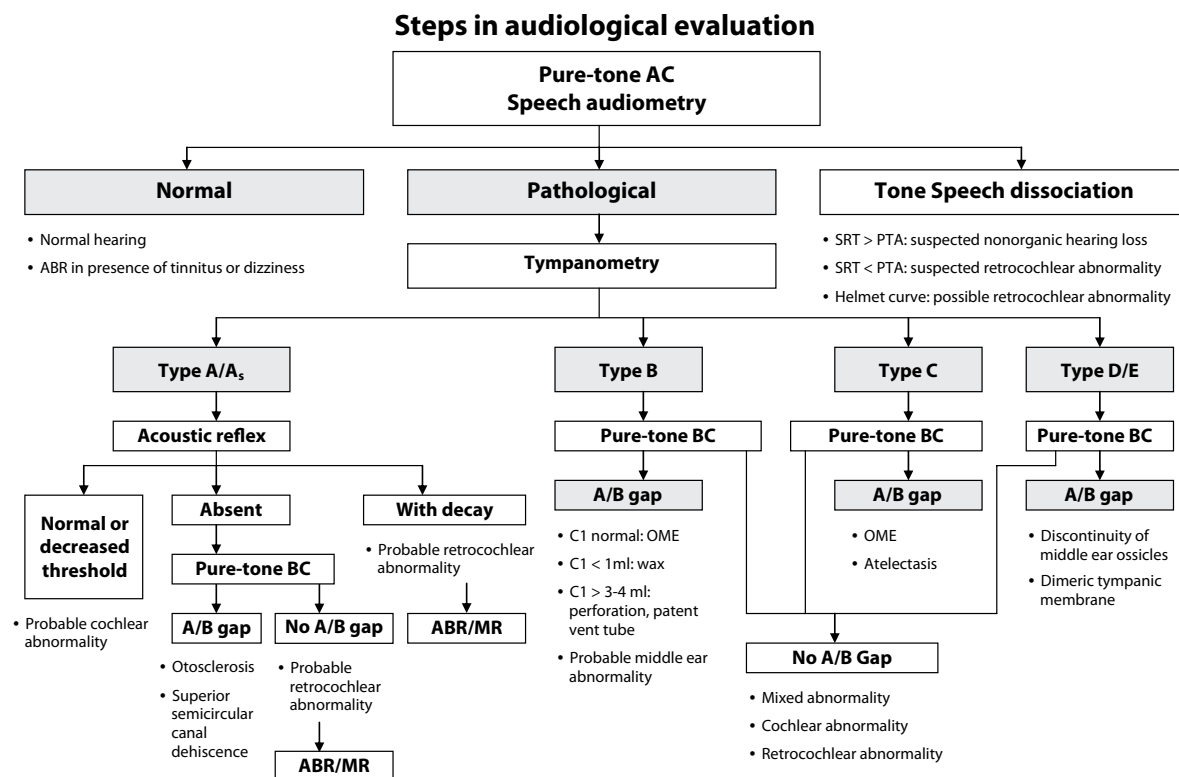 Steps in audiological evaluation
Pure-tone AC
Speech audiometry
Normal
• Normal hearing
• ABR in presence of tinnitus or dizziness
Pathological
Tympanometry
Tone Speech dissociation
• SRT > PTA: suspected nonorganic hearing loss
• SRT < PTA: suspected retrocochlear abnormality
• Helmet curve: possible retrocochlear abnormality
Type A/Aₛ
Acoustic reflex
Normal or
decreased
threshold
• Probable cochlear
abnormality
Absent
Pure-tone BC
A/B gap
• Otosclerosis
• Superior
semicircular
canal
dehiscence
No A/B gap
• Probable
retrocochlear
abnormality
ABR/MR
With decay
• Probable retrocochlear
abnormality
ABR/MR
Type B
Pure-tone BC
A/B gap
• C1 normal: OME
• C1 < 1ml: wax
• C1 > 3-4 ml:
perforation, patent
vent tube
• Probable middle ear
abnormality
Type C
Pure-tone BC
A/B gap
• OME
• Atelectasis
Type D/E
Pure-tone BC
A/B gap
• Discontinuity of
middle ear ossicles
• Dimeric tympanic
membrane
No A/B Gap
• Mixed abnormality
• Cochlear abnormality
• Retrocochlear abnormality